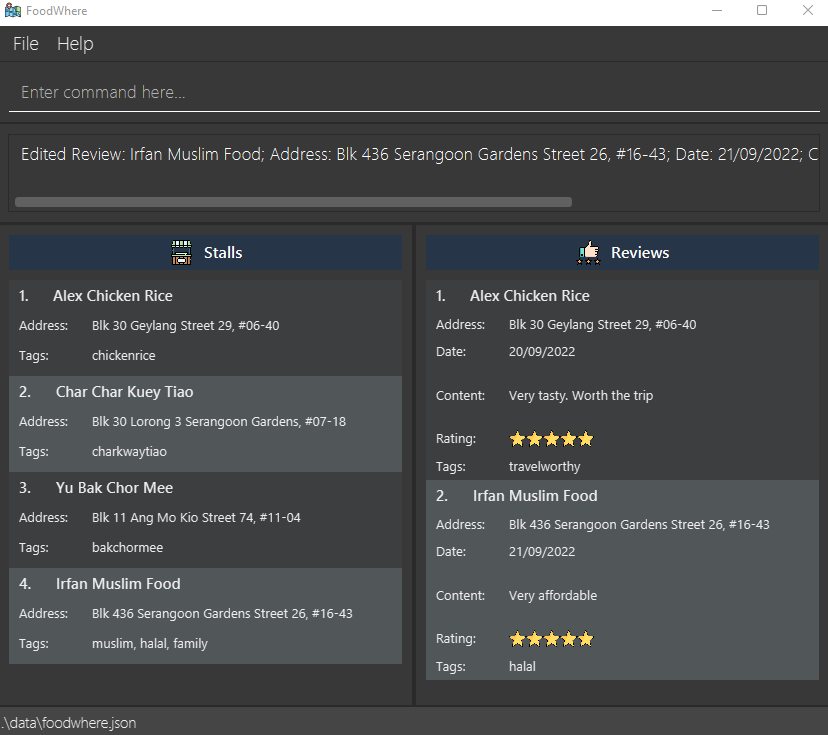 FoodWhere
File Help
Enter command here...
Edited Review: Irfan Muslim Food; Address: Blk 436 Serangoon Gardens Street 26, #16-43; Date: 21/09/2022; C
Stalls
1. Alex Chicken Rice
Address: Blk 30 Geylang Street 29, #06-40
Tags: chickenrice
2. Char Char Kuey Tiao
Address: Blk 30 Lorong 3 Serangoon Gardens, #07-18
Tags: charkwaytiao
3. Yu Bak Chor Mee
Address: Blk 11 Ang Mo Kio Street 74, #11-04
Tags: bakchormee
4. Irfan Muslim Food
Address: Blk 436 Serangoon Gardens Street 26, #16-43
Tags: muslim, halal, family
Reviews
1. Alex Chicken Rice
Address: Blk 30 Geylang Street 29, #06-40
Date: 20/09/2022
Content: Very tasty. Worth the trip
Rating:
Tags: travelworthy
2. Irfan Muslim Food
Address: Blk 436 Serangoon Gardens Street 26, #16-43
Date: 21/09/2022
Content: Very affordable
Rating:
Tags: halal
.\data\foodwhere.json